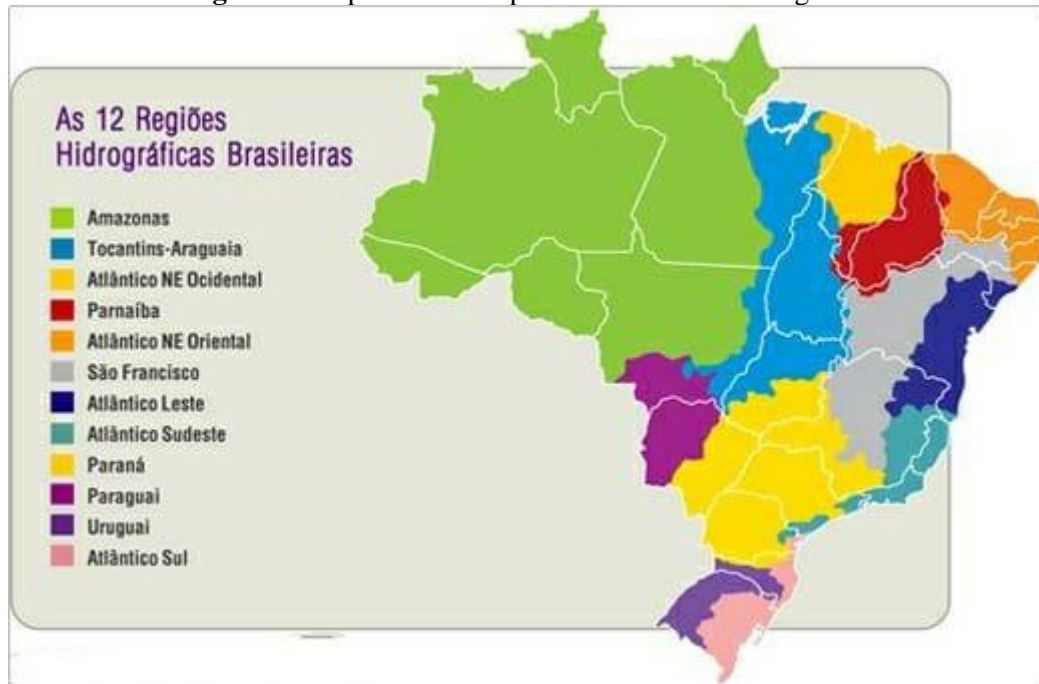 As 12 Regiões
Hidrográficas Brasileiras
Amazonas
Tocantins-Araguaia
Atlântico NE Ocidental
Parnaíba
Atlântico NE Oriental
São Francisco
Atlântico Leste
Atlântico Sudeste
Paraná
Paraguai
Uruguai
Atlântico Sul